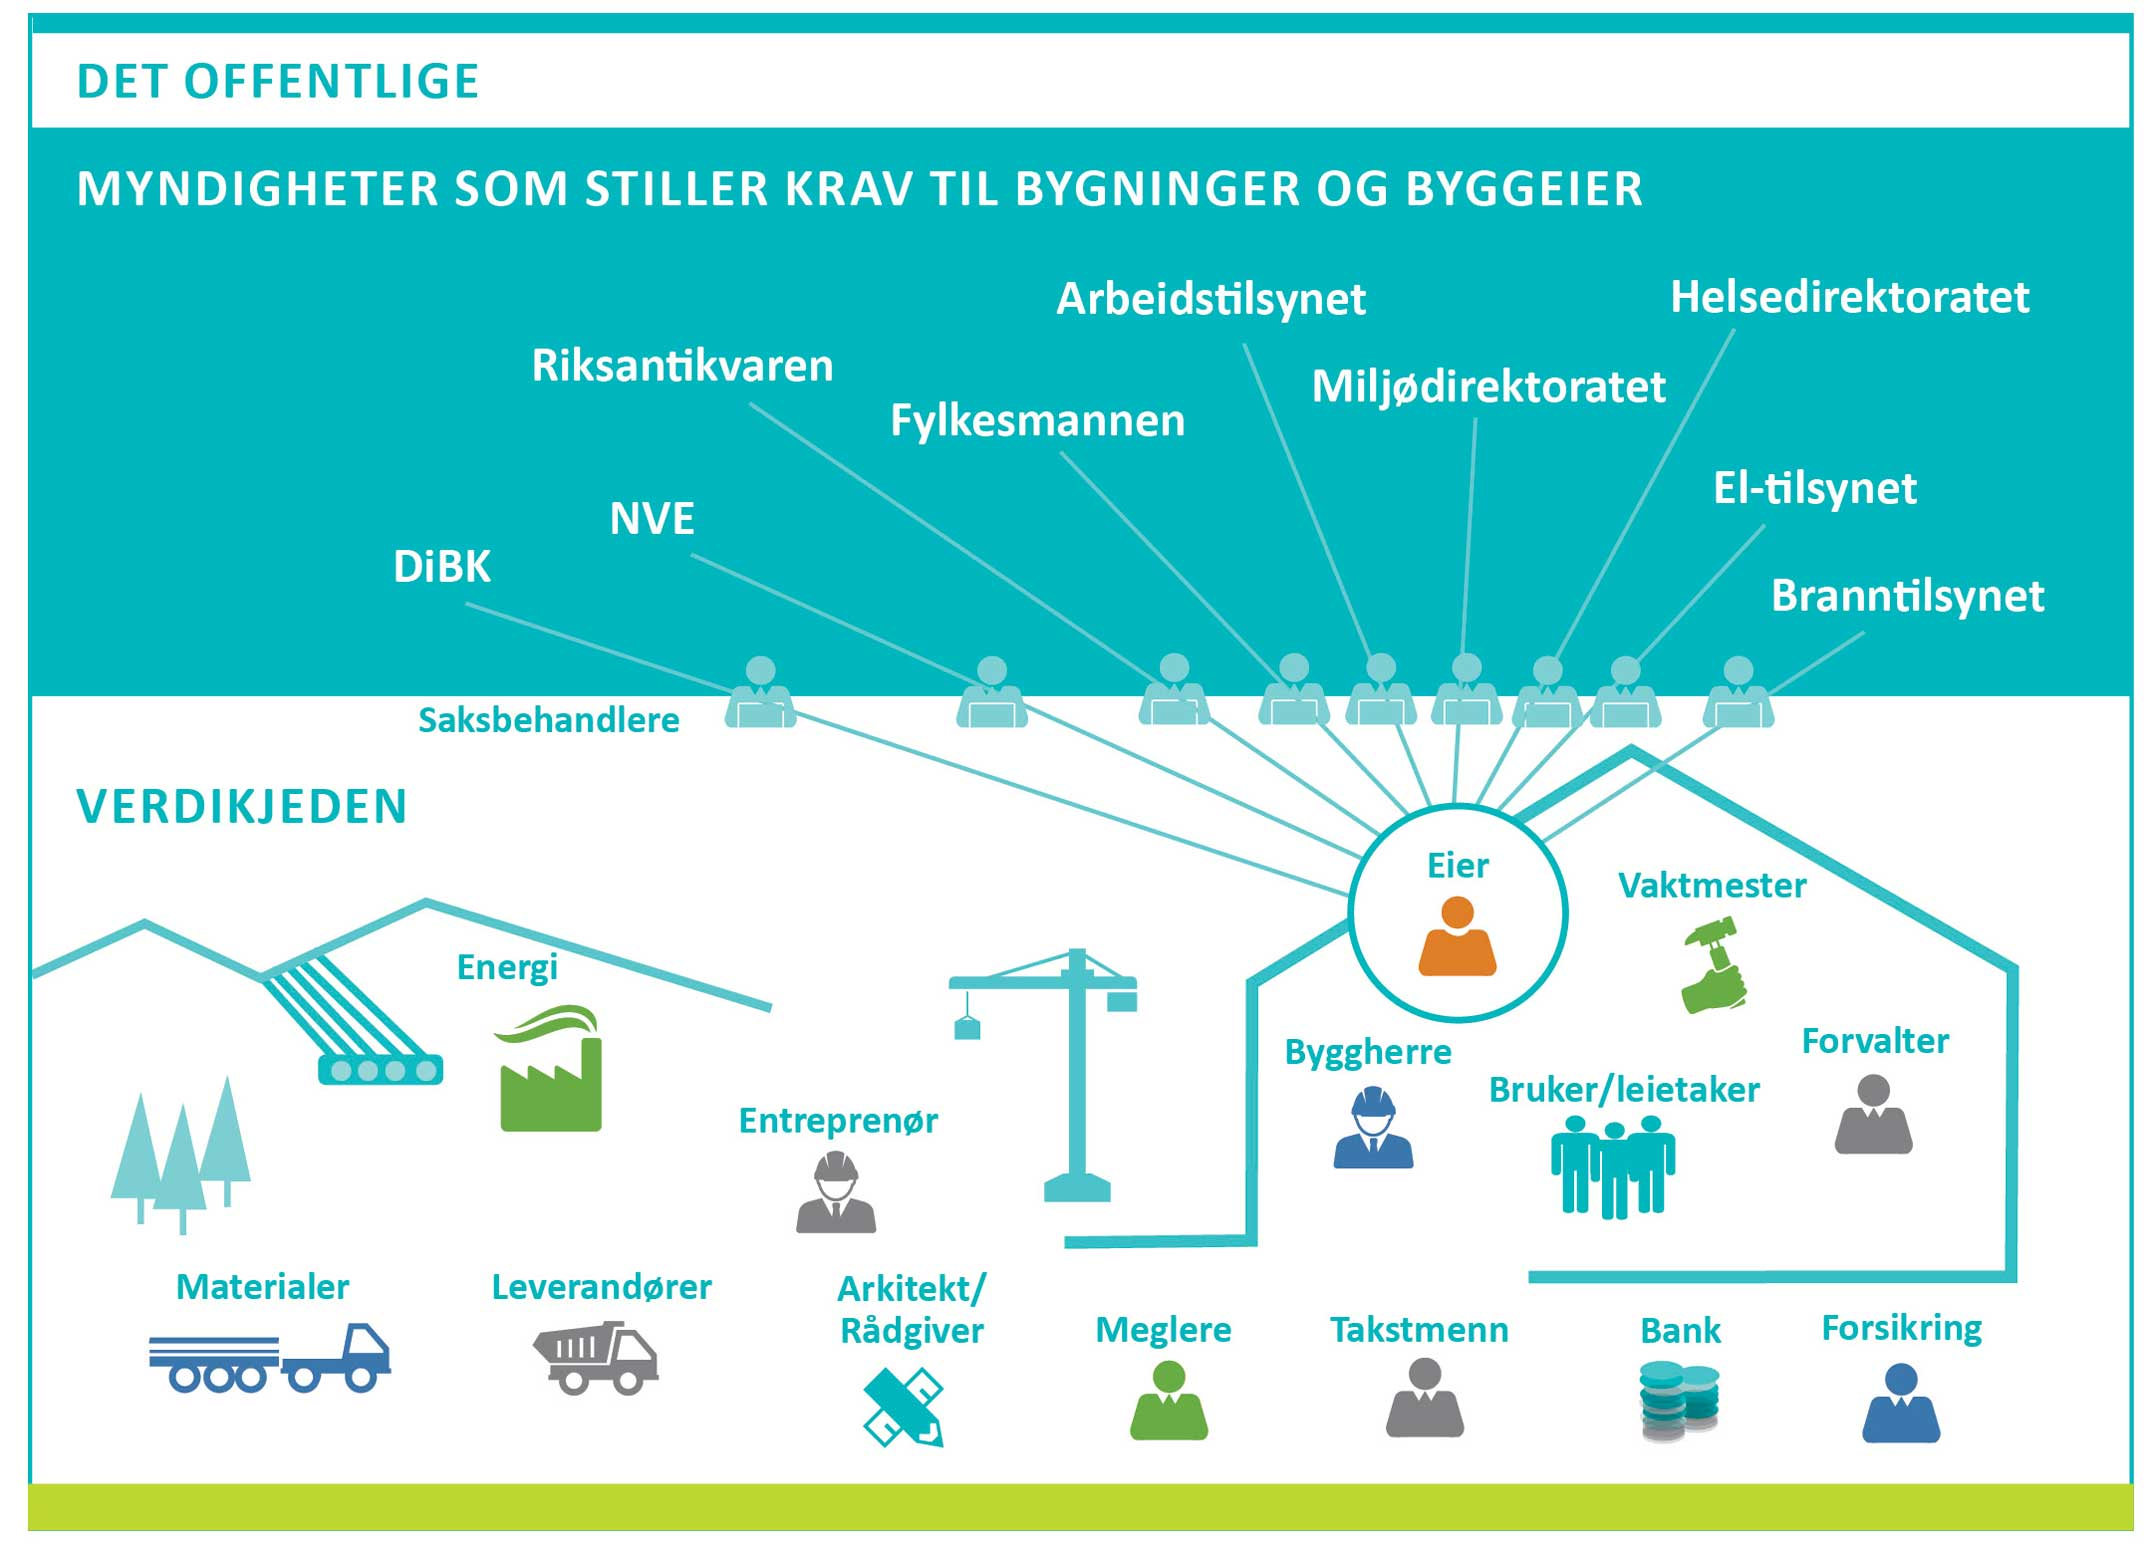 DET OFFENTLIGE
MYNDIGHETER SOM STILLER KRAV TIL BYGNINGER OG BYGGEIER
Arbeidstilsynet
Helsedirektoratet
Riksantikvaren
Miljødirektoratet
Fylkesmannen
El-tilsynet
NVE
DiBK
Branntilsynet
Saksbehandlere
VERDIKJEDEN
Eier
Vaktmester
Energi
Forvalter
Byggherre
Bruker/leietaker
Entreprenør
Materialer
Leverandører
Arkitekt/
Rådgiver
Meglere
Takstmenn
Bank
Forsikring